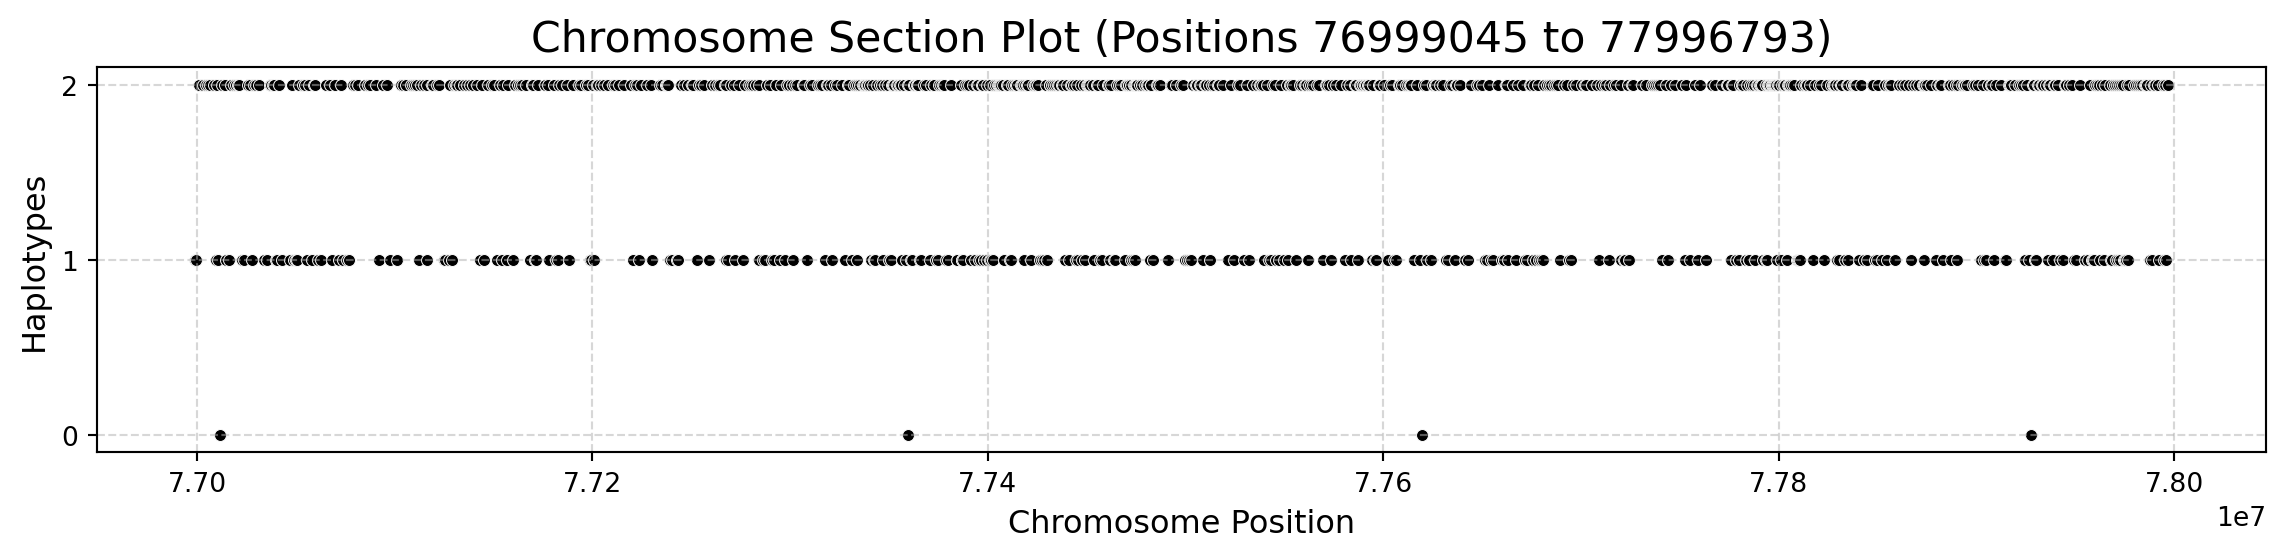 Chromosome Section Plot (Positions 76999045 to 77996793)
Haplotypes
2
1
0
7.70 7.72 7.74 7.76 7.78 7.80
1e7
Chromosome Position